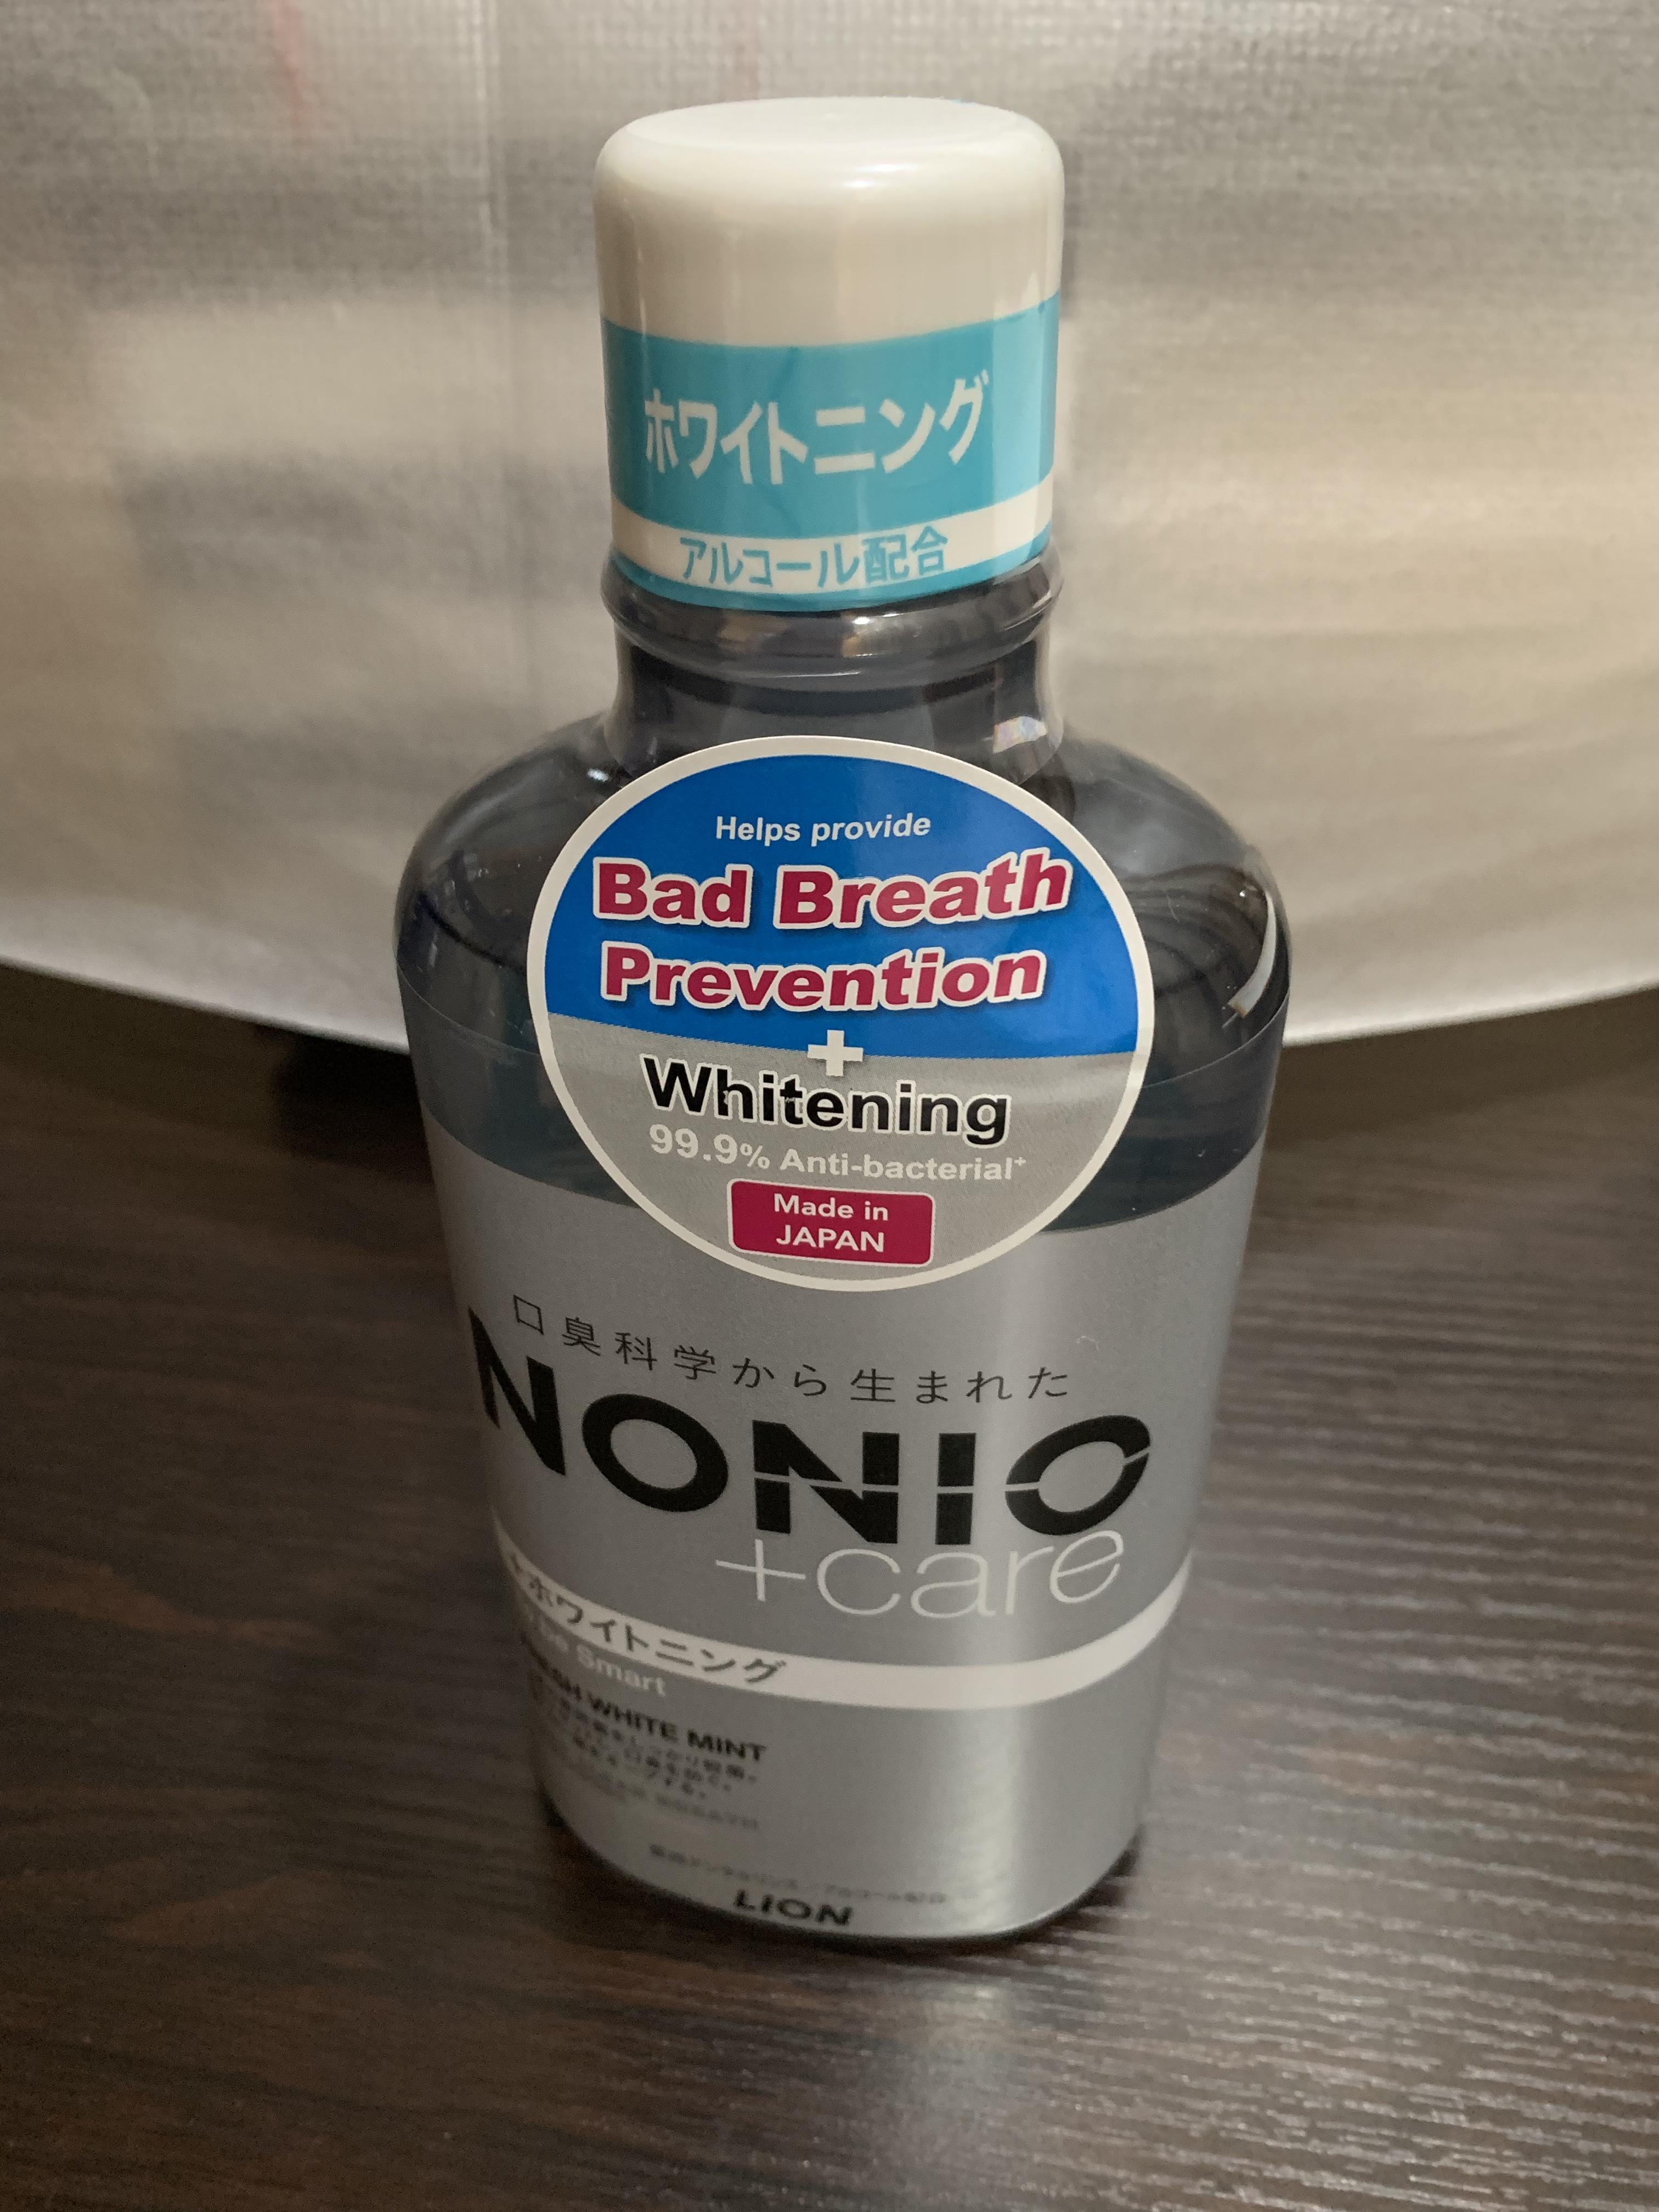 ホワイトニング
アルコール配合
Helps provide
Bad Breath
Prevention
+
Whitening
99.9% Anti-bacterial+
Made in
JAPAN
口臭科学から生まれた
NONIO
+care
ホワイトニング
Smart
WHITE MINT
LION